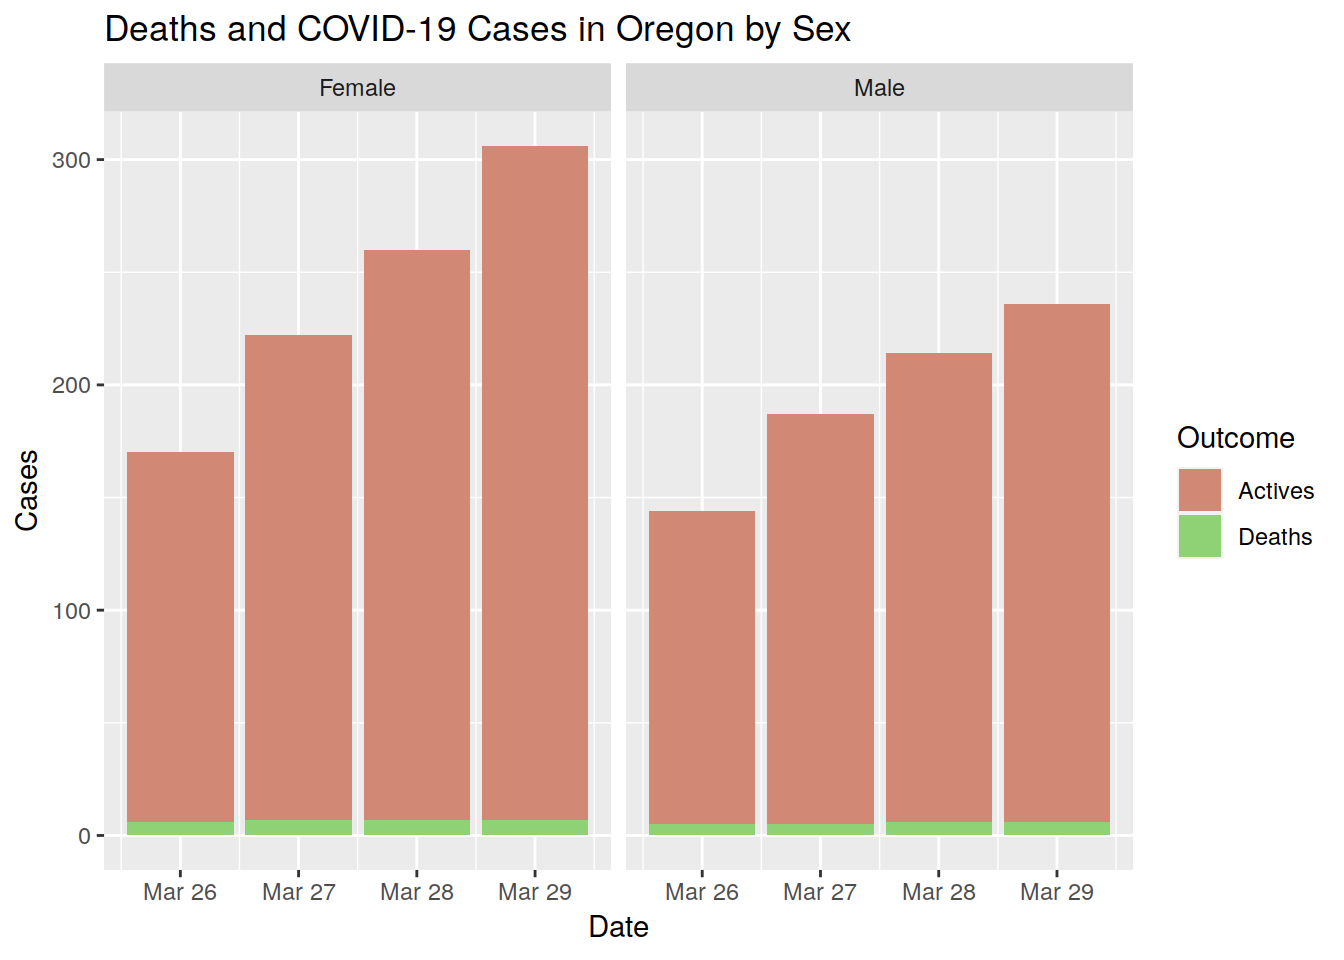 Deaths and COVID-19 Cases in Oregon by Sex
Female
Male
300
200
100
0
Cases
Mar 26
Mar 27
Mar 28
Mar 29
Mar 26
Mar 27
Mar 28
Mar 29
Date
Outcome
Actives
Deaths